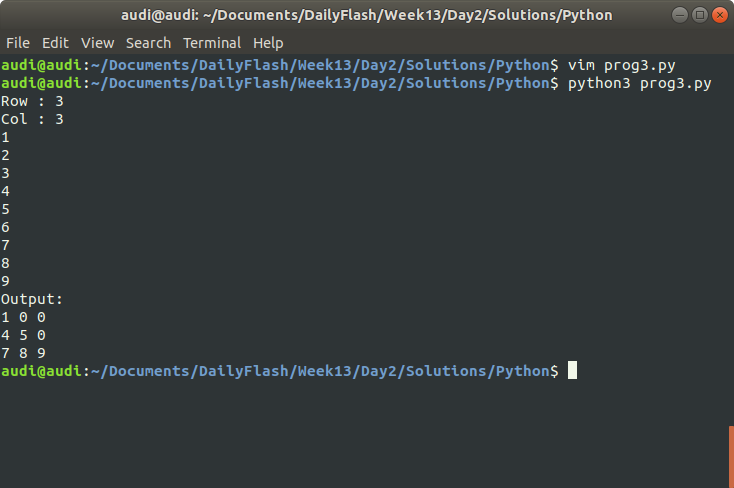 audi@audi: ~/Documents/DailyFlash/Week13/Day2/Solutions/Python
File Edit View Search Terminal Help
audi@audi:~/Documents/DailyFlash/Week13/Day2/Solutions/Python$ vim prog3.py
audi@audi:~/Documents/DailyFlash/Week13/Day2/Solutions/Python$ python3 prog3.py
Row : 3
Col : 3
1
2
3
4
5
6
7
8
9
Output:
1 0 0
4 5 0
7 8 9
audi@audi:~/Documents/DailyFlash/Week13/Day2/Solutions/Python$